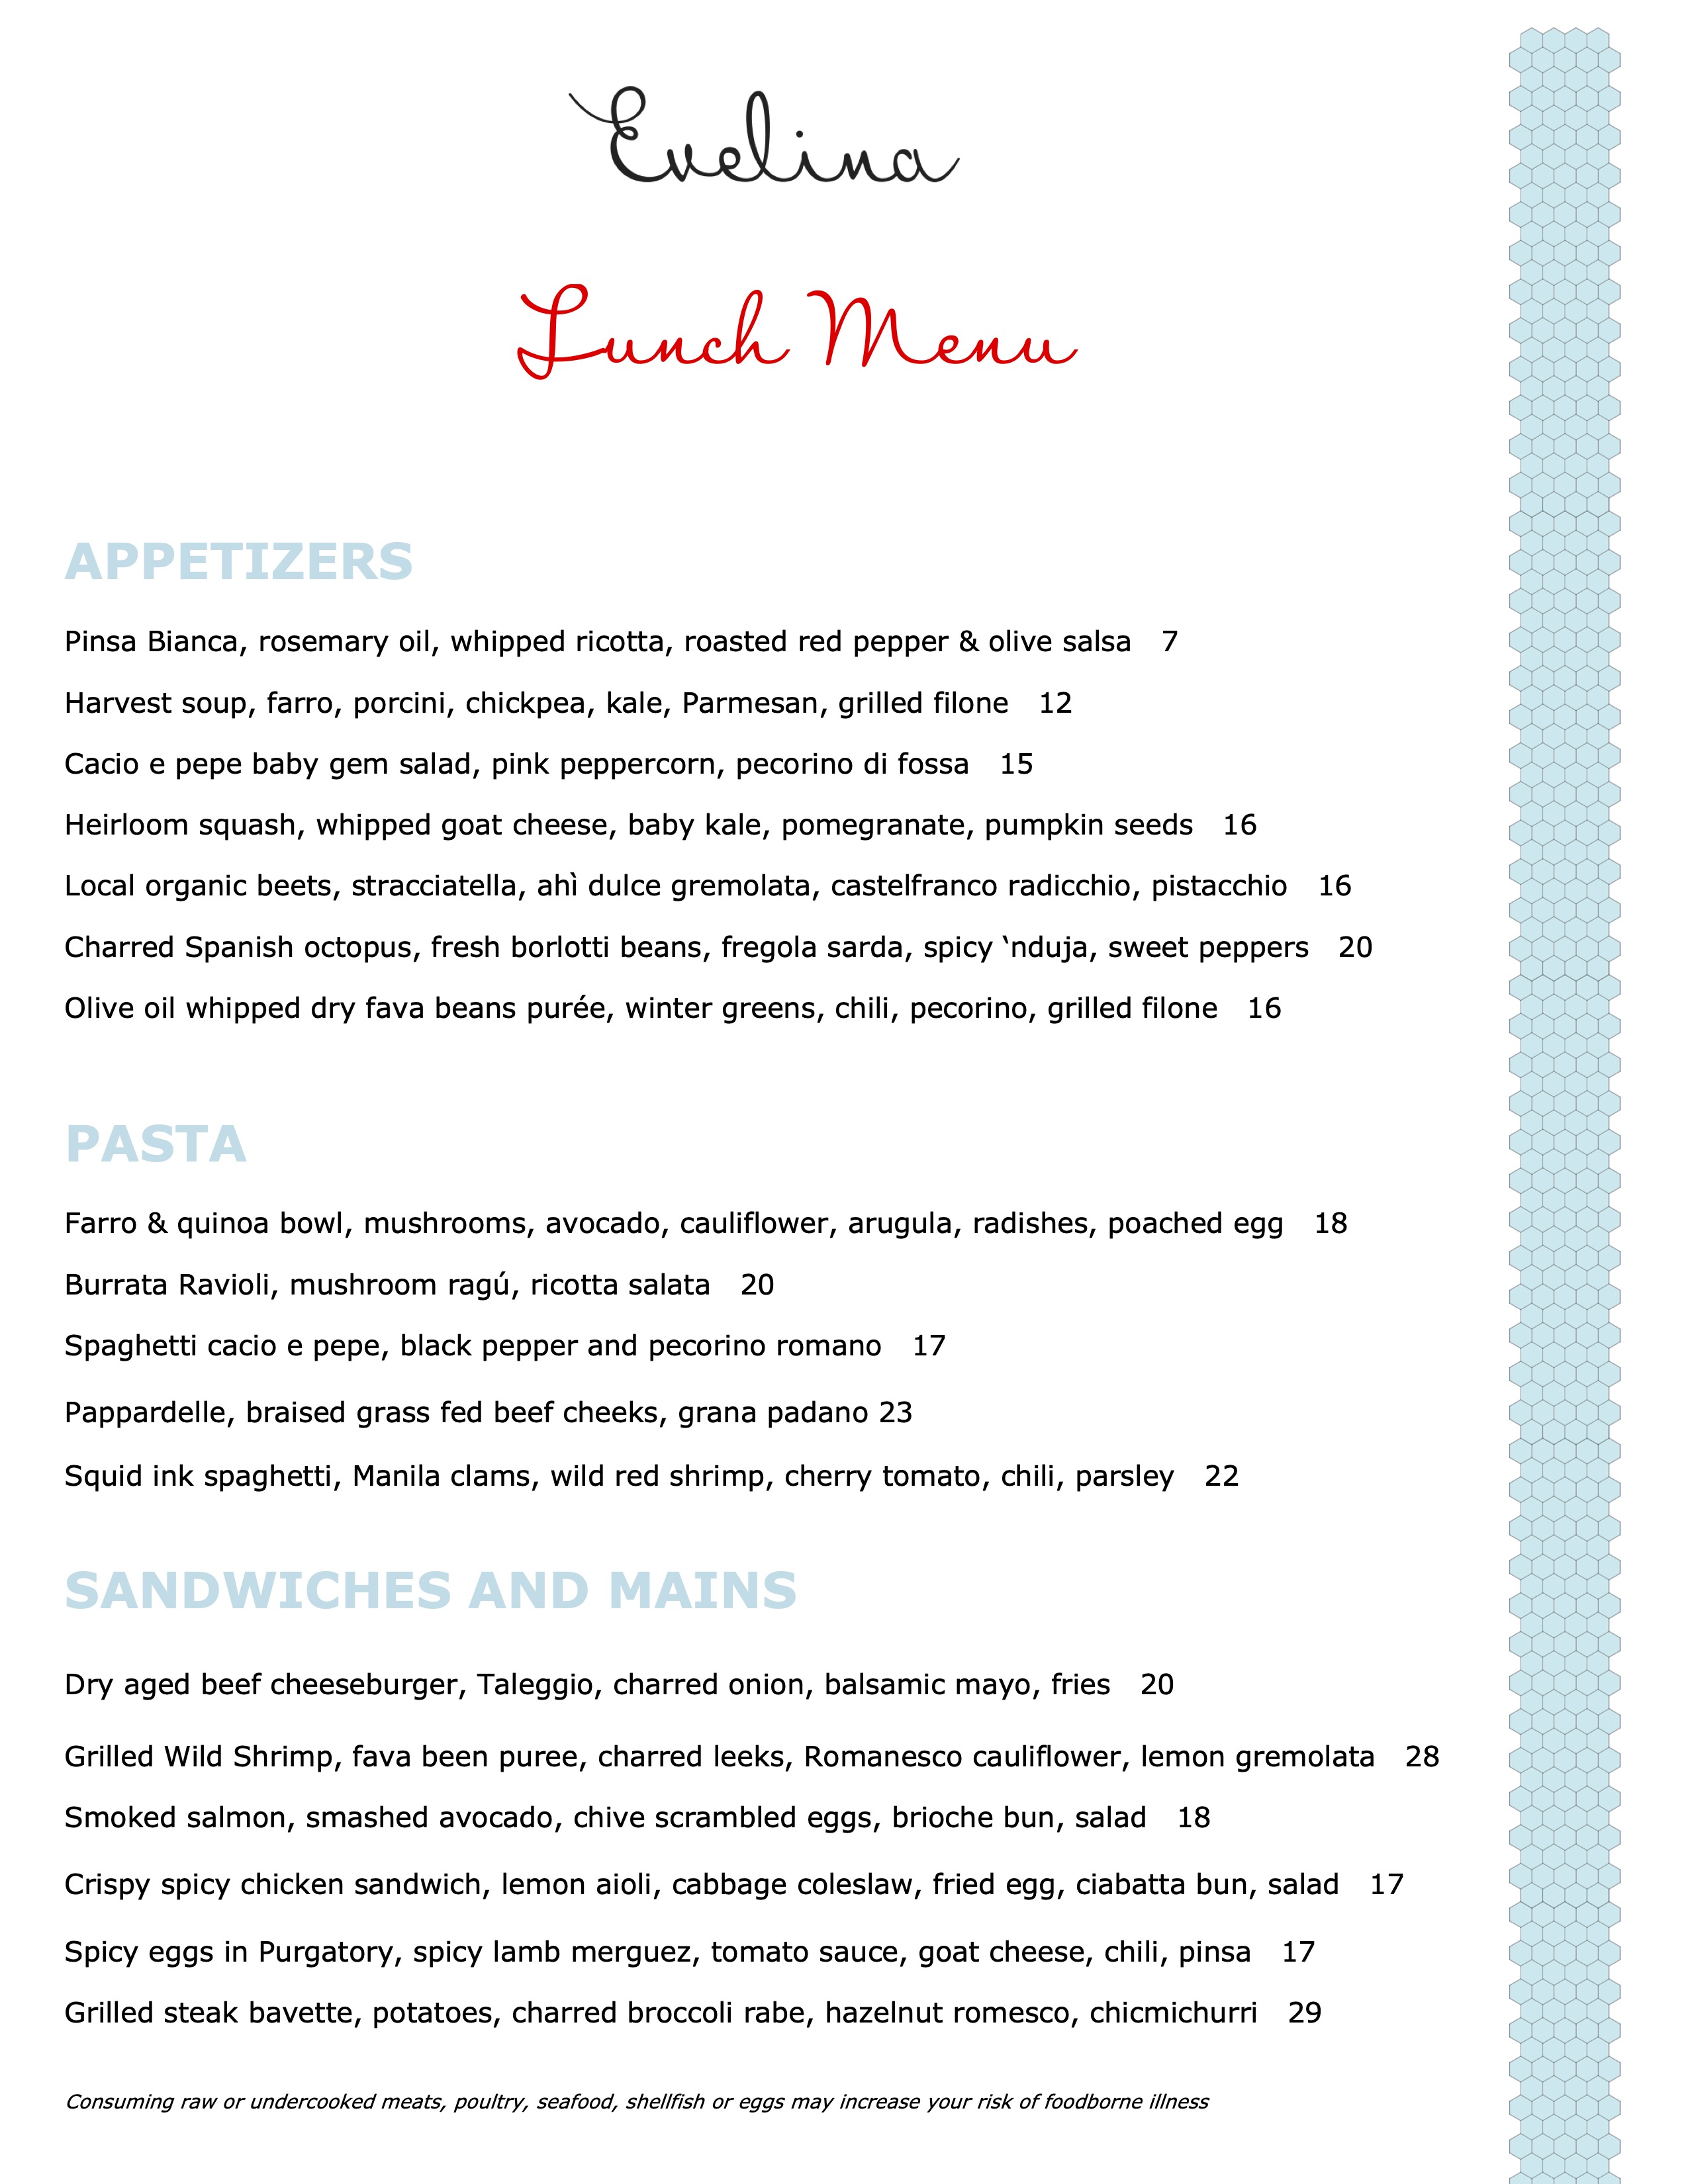 Evelina
Lunch Menu
APPETIZERS
Pinsa Bianca, rosemary oil, whipped ricotta, roasted red pepper & olive salsa 7
Harvest soup, farro, porcini, chickpea, kale, Parmesan, grilled filone 12
Cacio e pepe baby gem salad, pink peppercorn, pecorino di fossa 15
Heirloom squash, whipped goat cheese, baby kale, pomegranate, pumpkin seeds 16
Local organic beets, stracciatella, ahì dulce gremolata, castelfranco radicchio, pistacchio 16
Charred Spanish octopus, fresh borlotti beans, fregola sarda, spicy ‘nduja, sweet peppers 20
Olive oil whipped dry fava beans purée, winter greens, chili, pecorino, grilled filone 16
PASTA
Farro & quinoa bowl, mushrooms, avocado, cauliflower, arugula, radishes, poached egg 18
Burrata Ravioli, mushroom ragú, ricotta salata 20
Spaghetti cacio e pepe, black pepper and pecorino romano 17
Pappardelle, braised grass fed beef cheeks, grana padano 23
Squid ink spaghetti, Manila clams, wild red shrimp, cherry tomato, chili, parsley 22
SANDWICHES AND MAINS
Dry aged beef cheeseburger, Taleggio, charred onion, balsamic mayo, fries 20
Grilled Wild Shrimp, fava been puree, charred leeks, Romanesco cauliflower, lemon gremolata 28
Smoked salmon, smashed avocado, chive scrambled eggs, brioche bun, salad 18
Crispy spicy chicken sandwich, lemon aioli, cabbage coleslaw, fried egg, ciabatta bun, salad 17
Spicy eggs in Purgatory, spicy lamb merguez, tomato sauce, goat cheese, chili, pinsa 17
Grilled steak bavette, potatoes, charred broccoli rabe, hazelnut romesco, chicmichurri 29
Consuming raw or undercooked meats, poultry, seafood, shellfish or eggs may increase your risk of foodborne illness